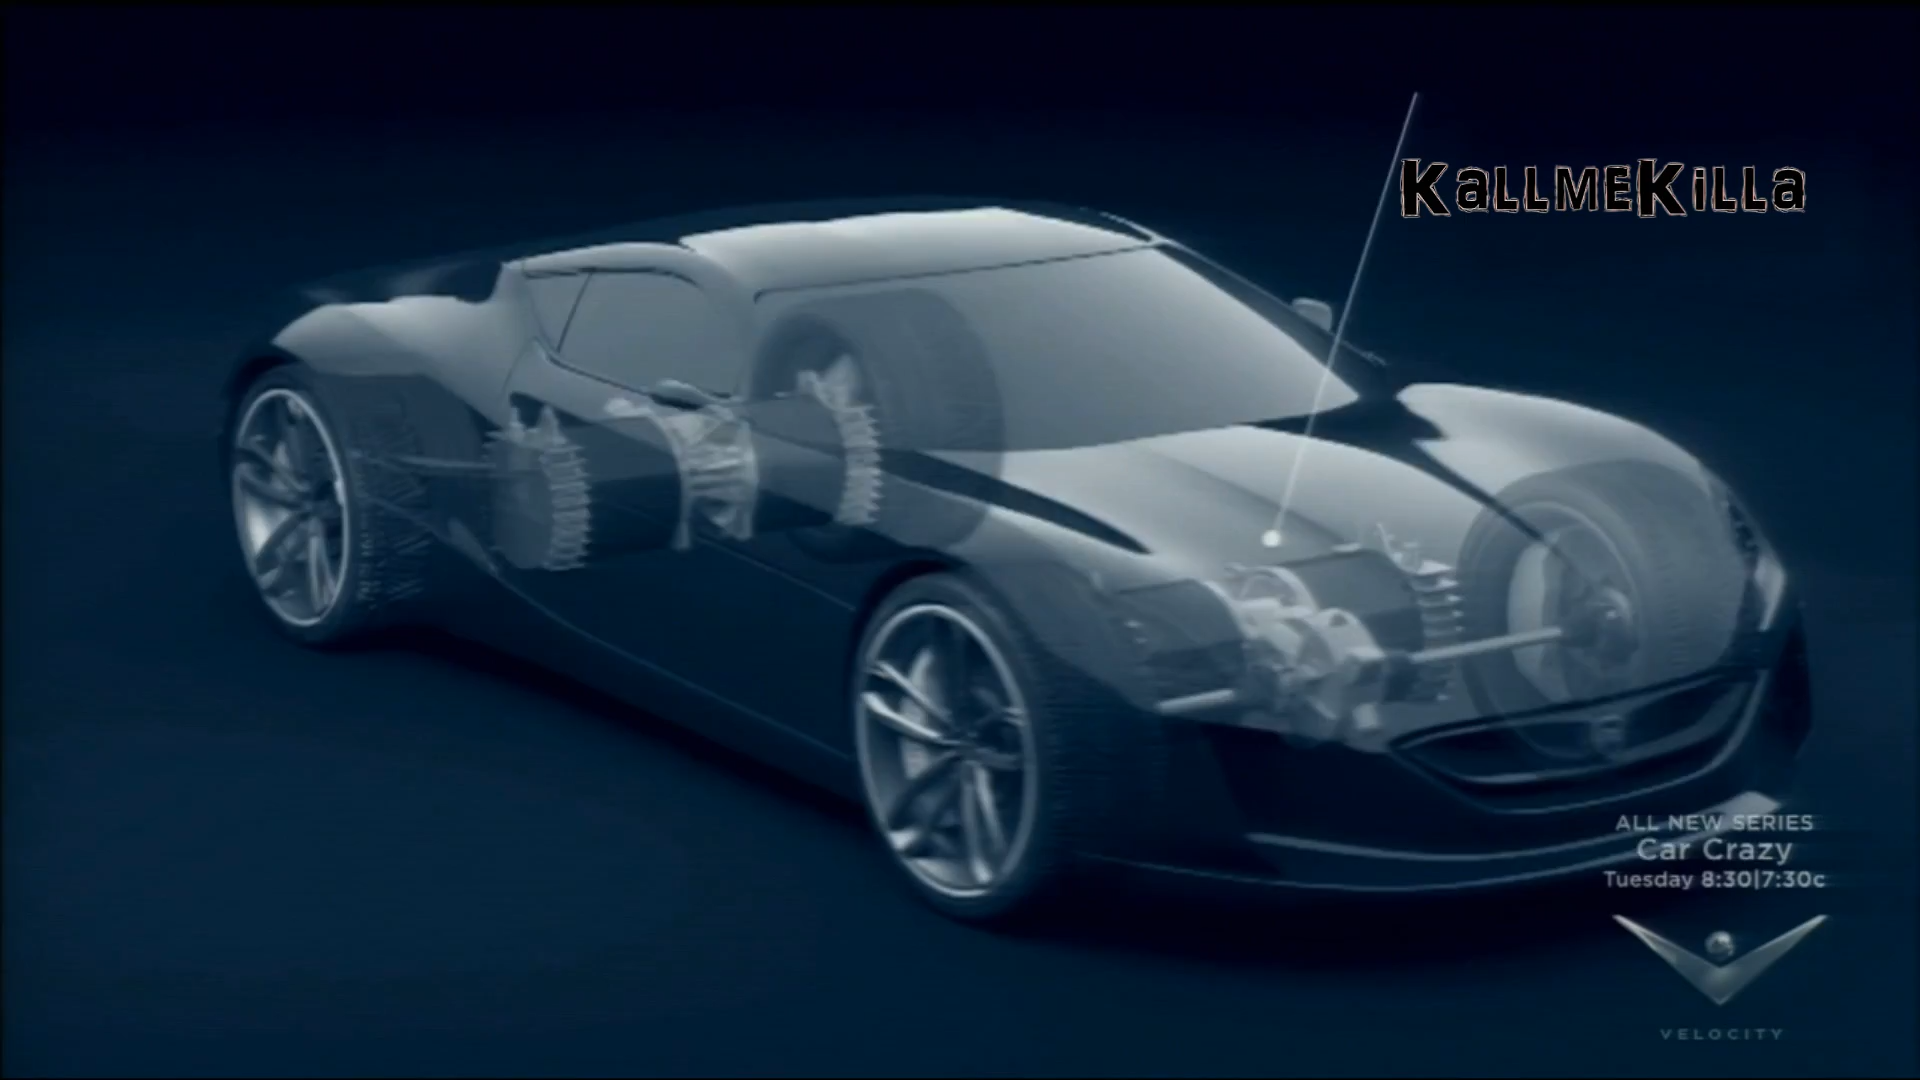 KallmeKilla
ALL NEW SERIES
Car Crazy
Tuesday 8:30|7:30c
VELOCITY